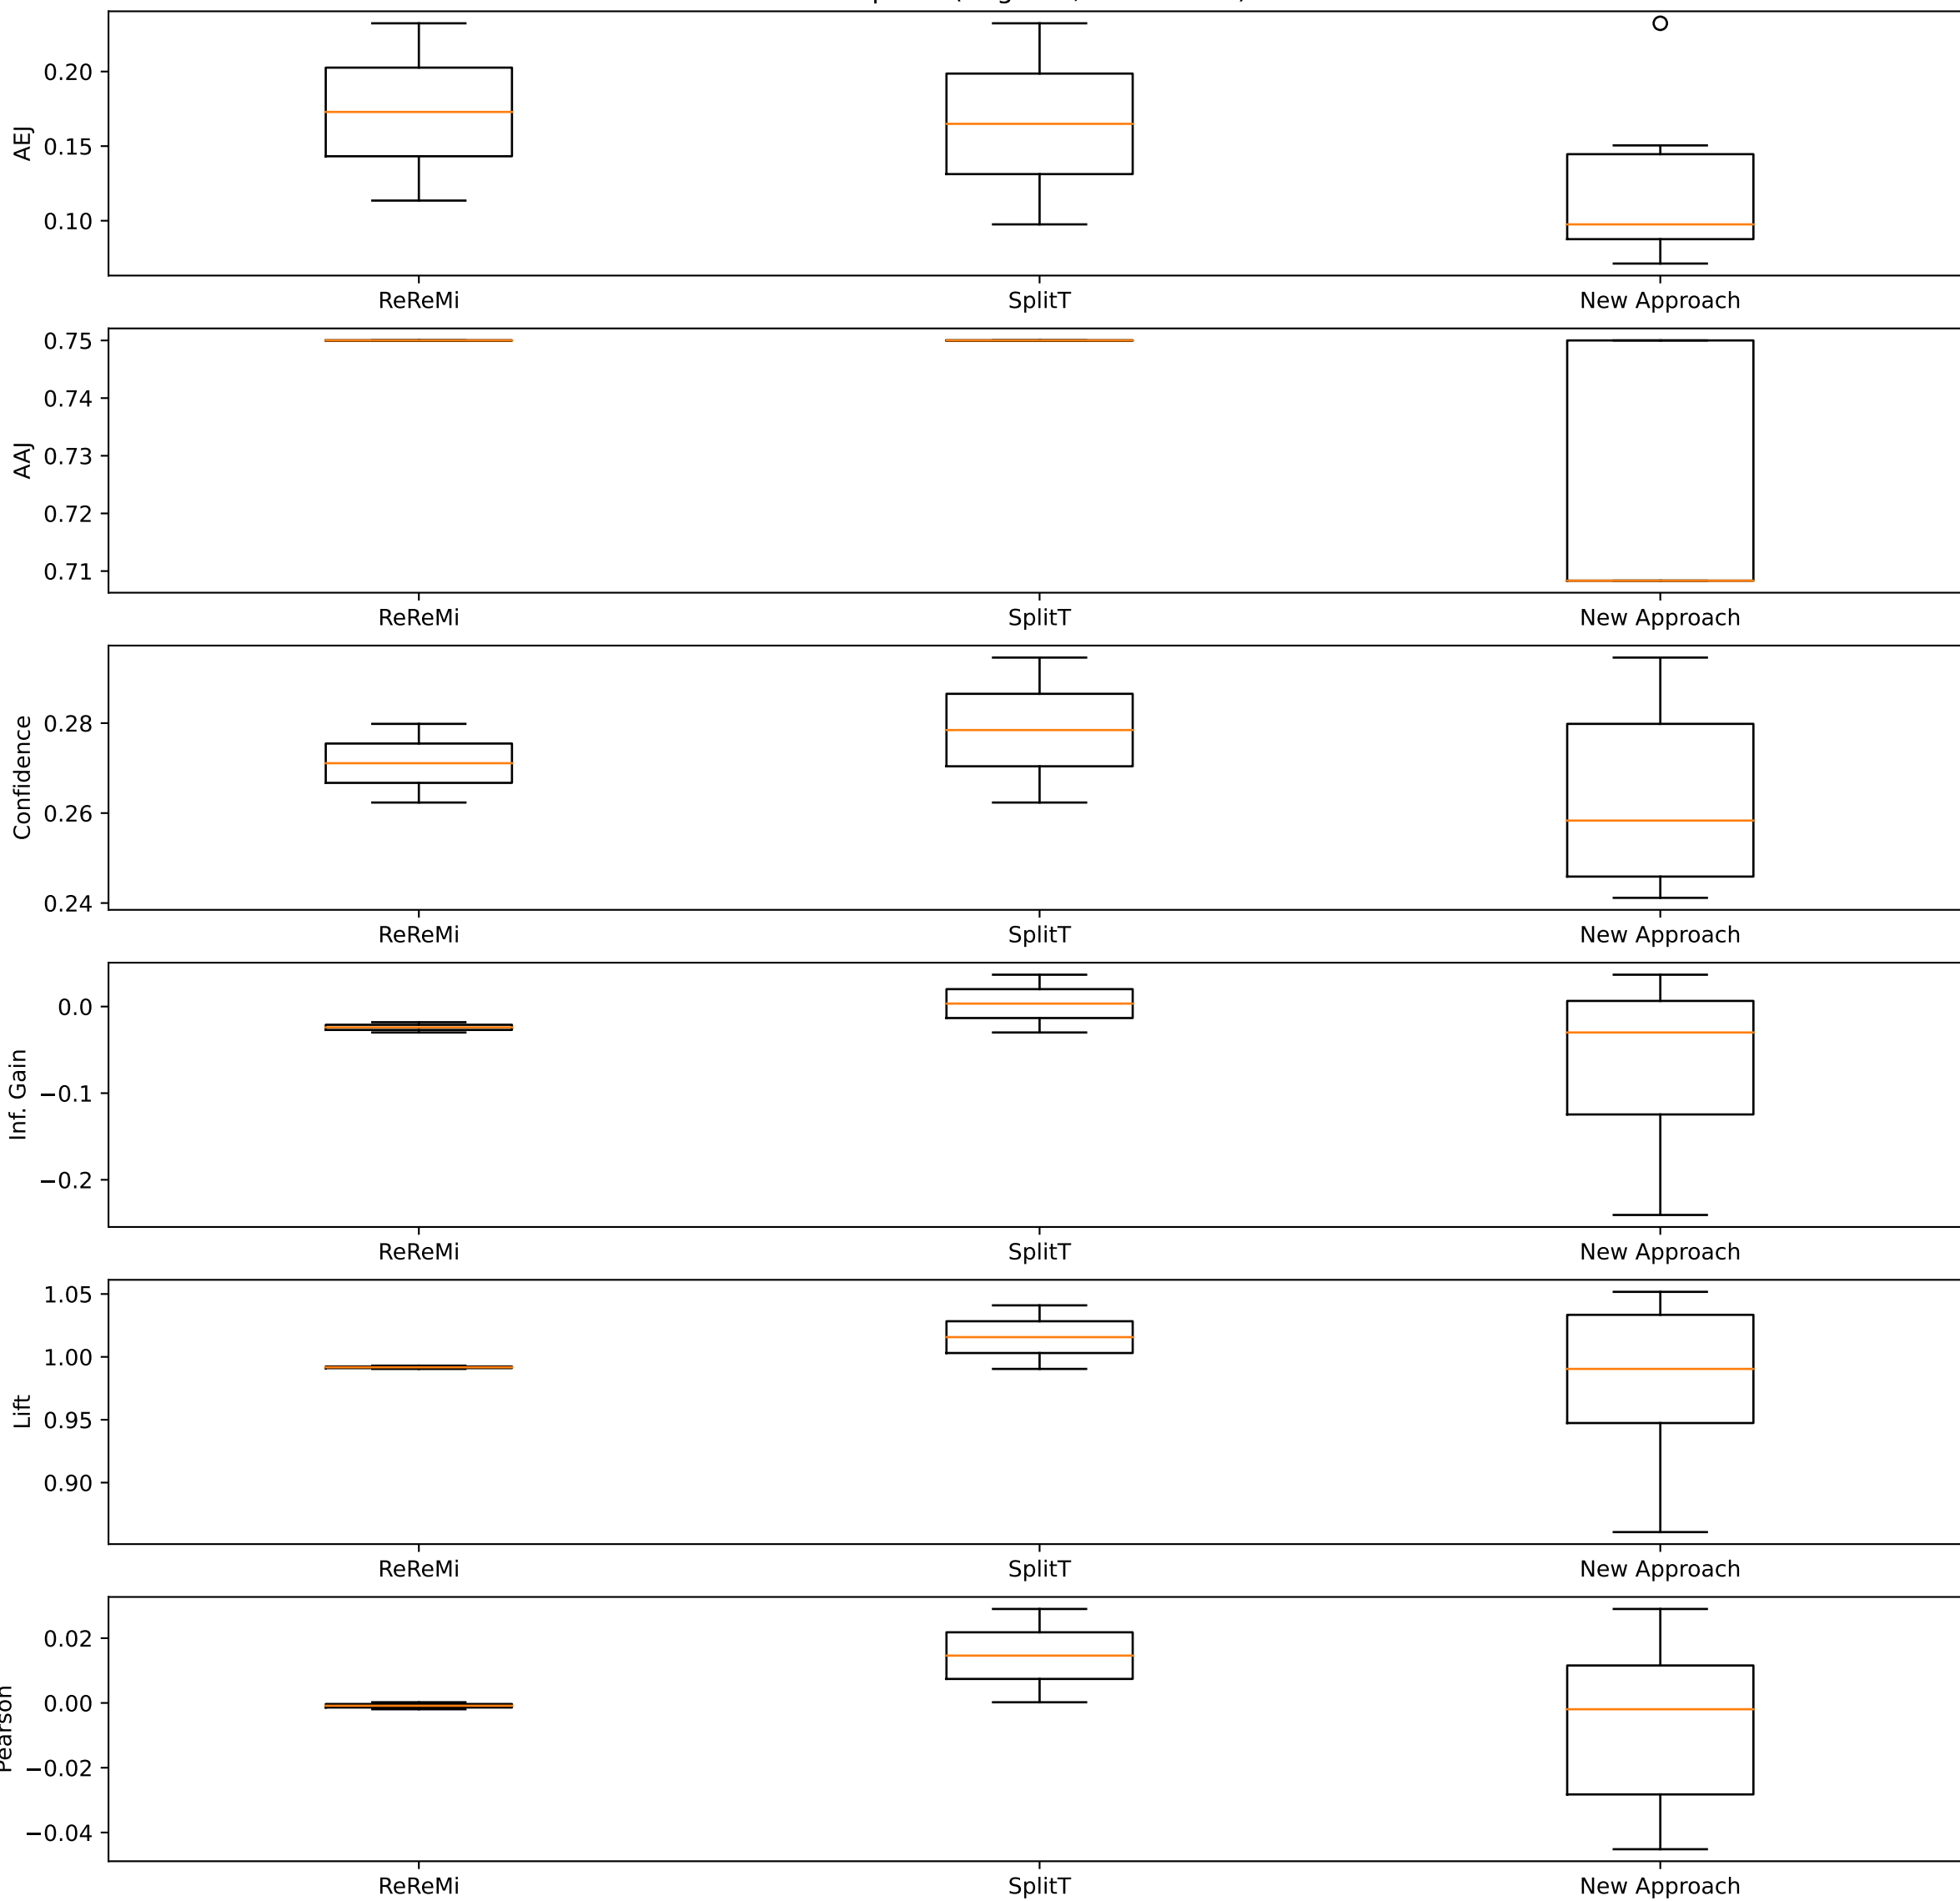 AEJ
0.20
0.15
0.10
ReReMi SplitT New Approach
AAJ
0.75
0.74
0.73
0.72
0.71
ReReMi SplitT New Approach
Confidence
0.28
0.26
0.24
ReReMi SplitT New Approach
Inf. Gain
0.0
−0.1
−0.2
ReReMi SplitT New Approach
Lift
1.05
1.00
0.95
0.90
ReReMi SplitT New Approach
Pearson
0.02
0.00
−0.02
−0.04
ReReMi SplitT New Approach